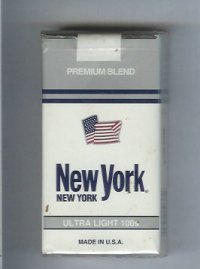 PREMIUM BLEND
New York®
NEW YORK
ULTRA LIGHT 100s
MADE IN U.S.A.